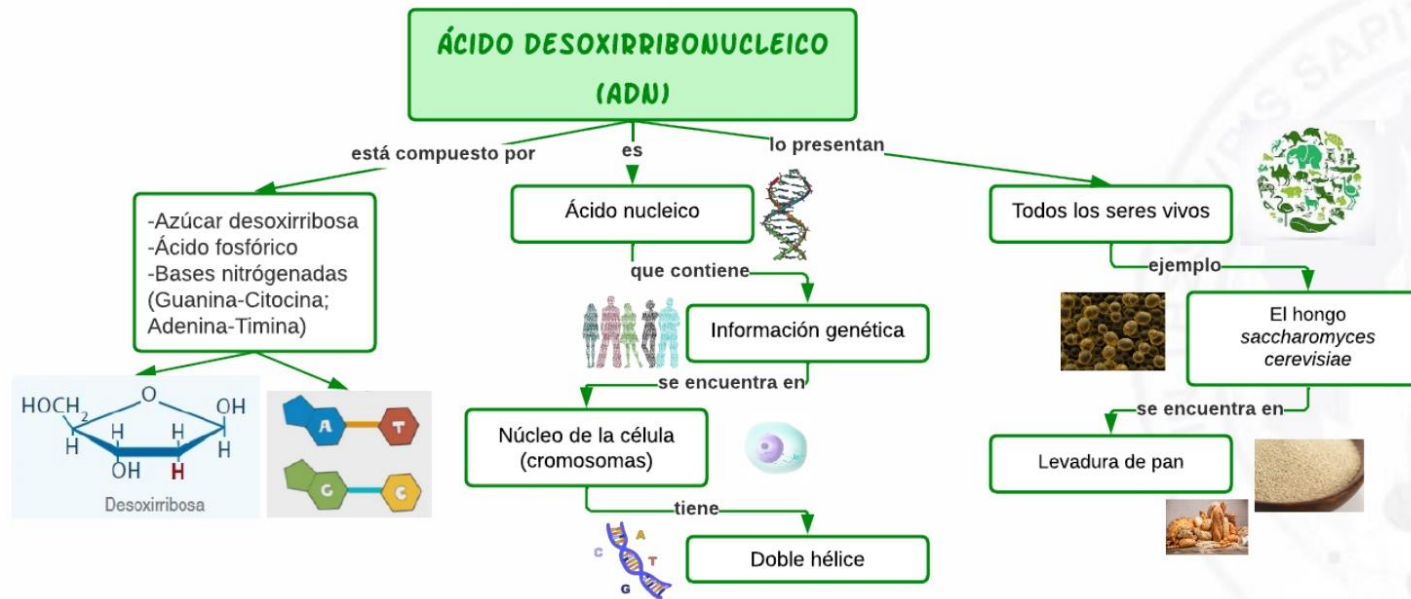 ÁCIDO DESOXIRRIBONUCLEICO
(ADN)
está compuesto por
es
lo presentan
-Azúcar desoxirribosa
-Ácido fosfórico
-Bases nitrógenadas
(Guanina-Citocina;
Adenina-Timina)
HOCH2
O
OH
H
H
H
H
OH
H
Desoxirribosa
A
T
G
C
Ácido nucleico
que contiene
Información genética
se encuentra en
Núcleo de la célula
(cromosomas)
tiene
C
A
T
G
Doble hélice
Todos los seres vivos
ejemplo
El hongo
saccharomyces
cerevisiae
se encuentra en
Levadura de pan